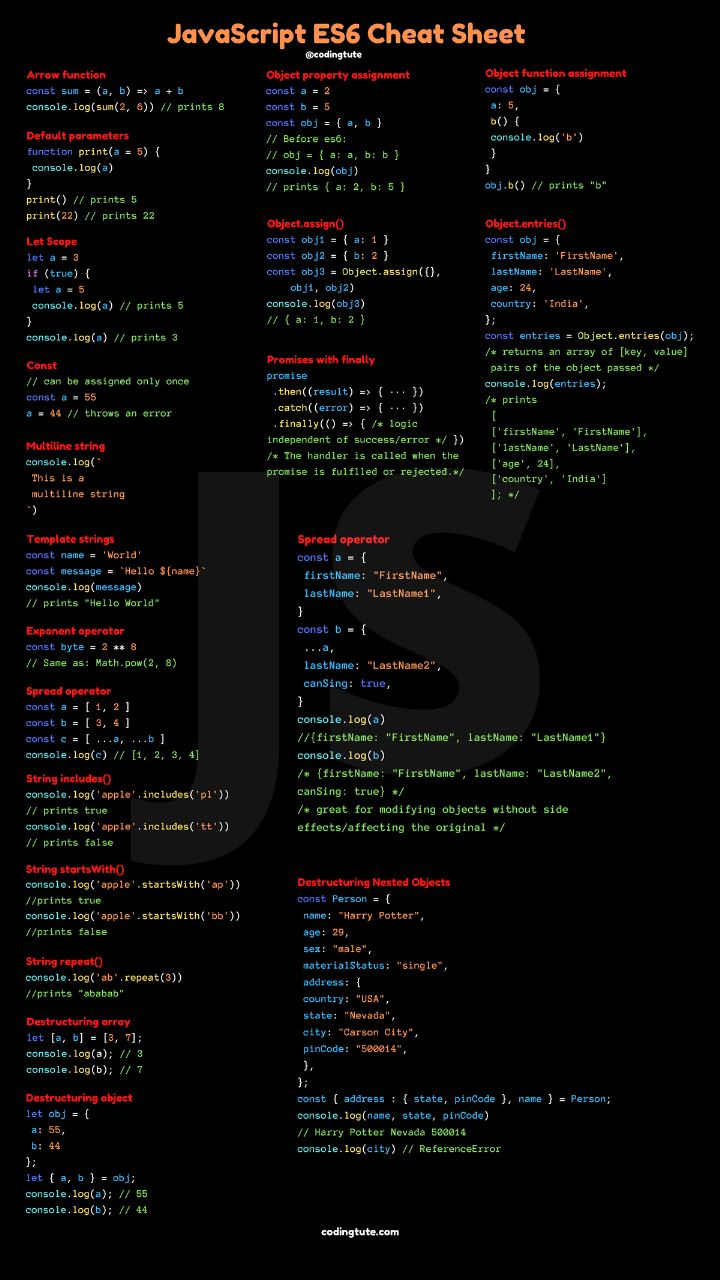 JavaScript ES6 Cheat Sheet
@codingtute
Arrow function
const sum = (a, b) => a + b
console.log(sum(2, 6)) // prints 8
Default parameters
function print(a = 5) {
console.log(a)
}
print() // prints 5
print(22) // prints 22
Let Scope
let a = 3
if (true) {
let a = 5
console.log(a) // prints 5
}
console.log(a) // prints 3
Const
// can be assigned only once
const a = 55
a = 44 // throws an error
Multiline string
console.log(`
This is a
multiline string
`)
Template strings
const name = 'World'
const message = `Hello ${name}`
console.log(message)
// prints "Hello World"
Exponent operator
const byte = 2 ** 8
// Same as: Math.pow(2, 8)
Spread operator
const a = [ 1, 2 ]
const b = [ 3, 4 ]
const c = [ ...a, ...b ]
console.log(c) // [1, 2, 3, 4]
String includes()
console.log('apple'.includes('pl'))
// prints true
console.log('apple'.includes('tt'))
// prints false
String startsWith()
console.log('apple'.startsWith('ap'))
//prints true
console.log('apple'.startsWith('bb'))
//prints false
String repeat()
console.log('ab'.repeat(3))
//prints "ababab"
Destructuring array
let [a, b] = [3, 7];
console.log(a); // 3
console.log(b); // 7
Destructuring object
let obj = {
a: 55,
b: 44
};
let { a, b } = obj;
console.log(a); // 55
console.log(b); // 44
Object property assignment
const a = 2
const b = 5
const obj = { a, b }
// Before es6:
// obj = { a: a, b: b }
console.log(obj)
// prints { a: 2, b: 5 }
Object.assign()
const obj1 = { a: 1 }
const obj2 = { b: 2 }
const obj3 = Object.assign({},
obj1, obj2)
console.log(obj3)
// { a: 1, b: 2 }
Promises with finally
promise
.then((result) => { ··· })
.catch((error) => { ··· })
.finally(() => { /* logic
independent of success/error */ })
/* The handler is called when the
promise is fulflled or rejected.*/
Object function assignment
const obj = {
a: 5,
b() {
console.log('b')
}
}
obj.b() // prints "b"
Object.entries()
const obj = {
firstName: 'FirstName',
lastName: 'LastName',
age: 24,
country: 'India',
};
const entries = Object.entries(obj);
/* returns an array of [key, value]
pairs of the object passed */
console.log(entries);
/* prints
[
['firstName', 'FirstName'],
['lastName', 'LastName'],
['age', 24],
['country', 'India']
]; */
Spread operator
const a = {
firstName: "FirstName",
lastName: "LastName1",
}
const b = {
...a,
lastName: "LastName2",
canSing: true,
}
console.log(a)
//{firstName: "FirstName", lastName: "LastName1"}
console.log(b)
/* {firstName: "FirstName", lastName: "LastName2",
canSing: true} */
/* great for modifying objects without side
effects/affecting the original */
Destructuring Nested Objects
const Person = {
name: "Harry Potter",
age: 29,
sex: "male",
materialStatus: "single",
address: {
country: "USA",
state: "Nevada",
city: "Carson City",
pinCode: "500014",
},
};
const { address : { state, pinCode }, name } = Person;
console.log(name, state, pinCode)
// Harry Potter Nevada 500014
console.log(city) // ReferenceError
JS
codingtute.com